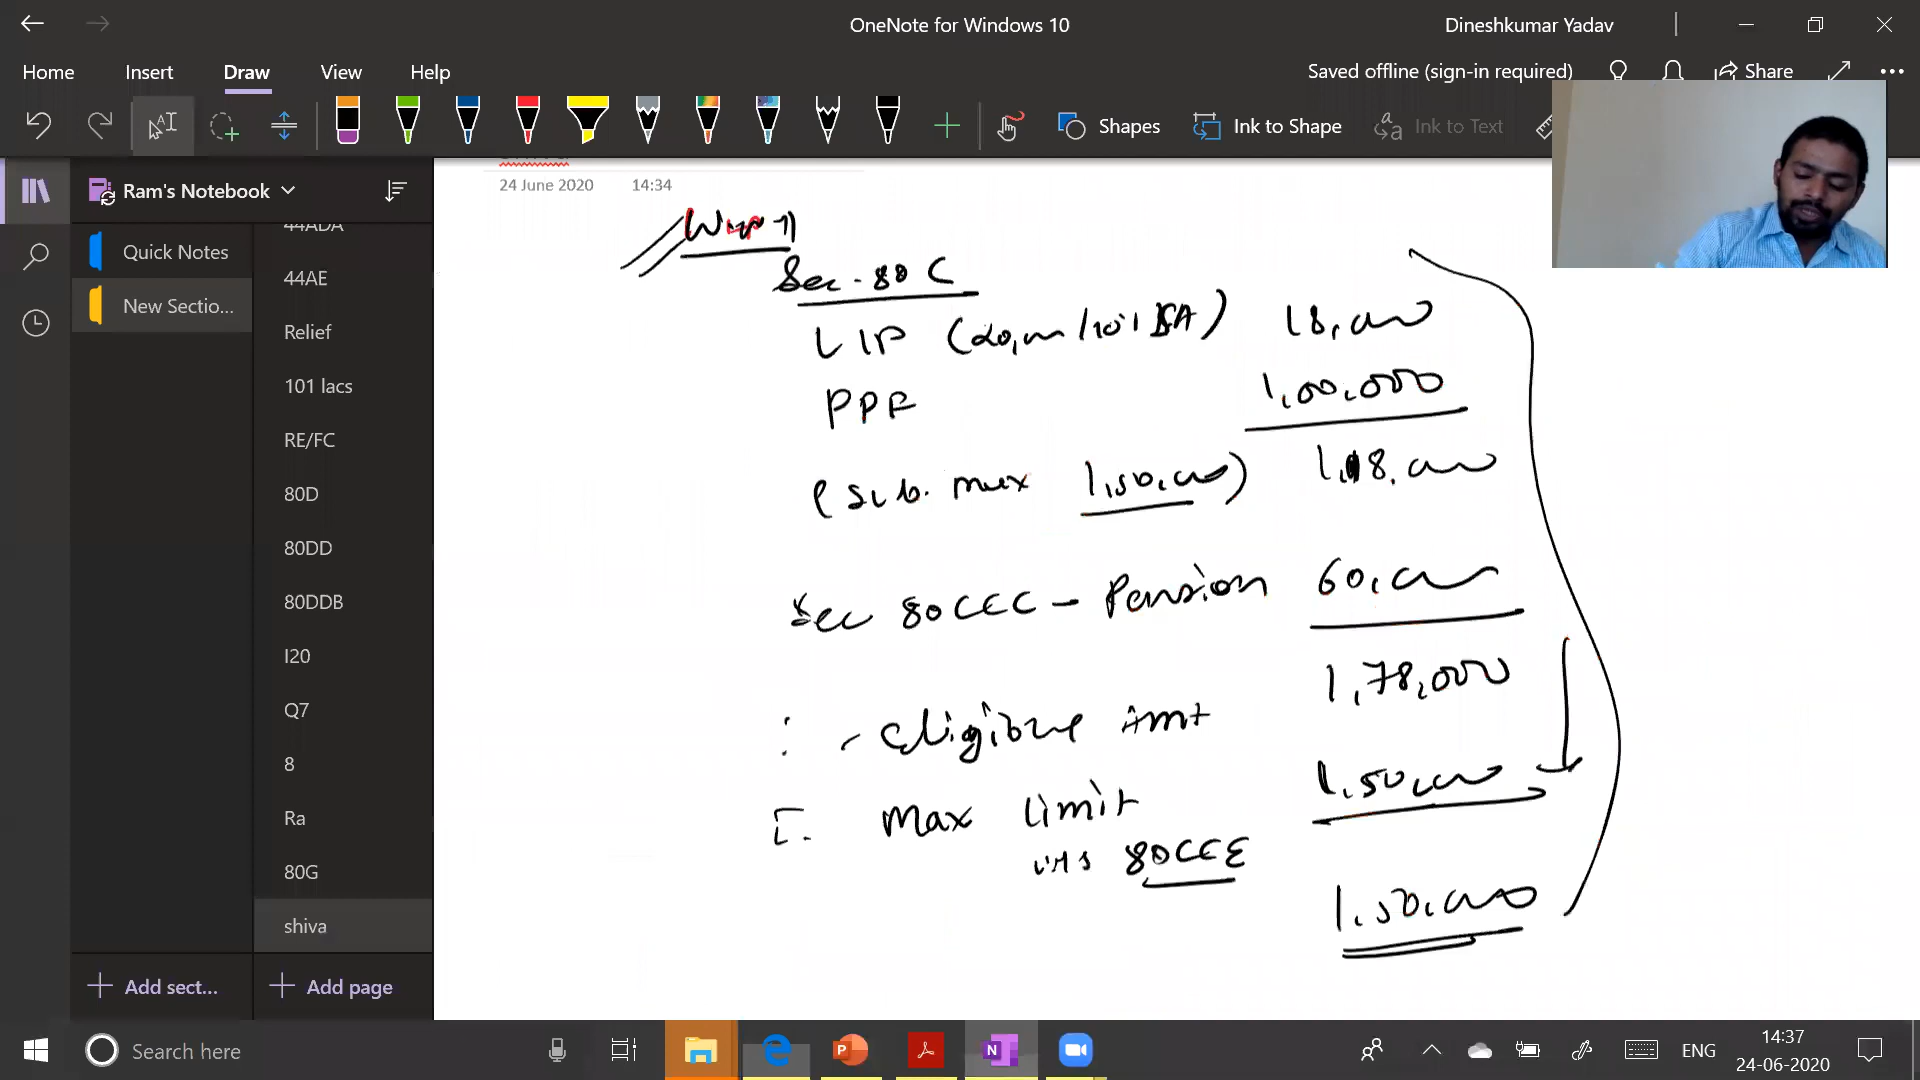 OneNote for Windows 10
Dineshkumar Yadav
Home Insert Draw View Help
Saved offline (sign-in required) Share
Shapes Ink to Shape Ink to Text
Ram's Notebook
24 June 2020 14:34
Quick Notes
New Sectio...
44ADA
44AE
Relief
101 lacs
RE/FC
80D
80DD
80DDB
I20
Q7
8
Ra
80G
shiva
Sec - 80 C
LIP 18,000
PPF 1,00,000
(Sub. max 1,50,000) 1,18,000
Sec 80CCC - Pension 60,000
1,78,000
Eligible Amt 1,50,000
Max limit
u/s 80CCE
1,50,000
Add sect...
Add page
Search here
ENG
14:37
24-06-2020